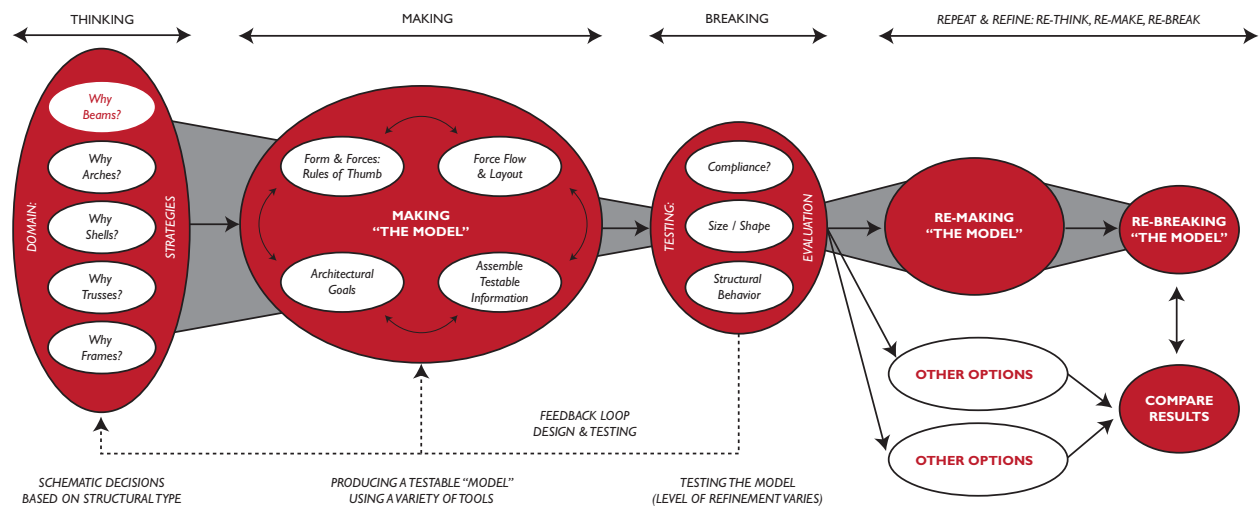 THINKING
MAKING
BREAKING
REPEAT & REFINE: RE-THINK, RE-MAKE, RE-BREAK
DOMAIN:
Why
Beams?
Why
Arches?
Why
Shells?
Why
Trusses?
Why
Frames?
STRATEGIES
Form & Forces:
Rules of Thumb
Force Flow
& Layout
MAKING
“THE MODEL”
Architectural
Goals
Assemble
Testable
Information
TESTING:
Compliance?
Size / Shape
Structural
Behavior
EVALUATION
RE-MAKING
“THE MODEL”
RE-BREAKING
“THE MODEL”
OTHER OPTIONS
OTHER OPTIONS
COMPARE
RESULTS
FEEDBACK LOOP
DESIGN & TESTING
SCHEMATIC DECISIONS
BASED ON STRUCTURAL TYPE
PRODUCING A TESTABLE “MODEL”
USING A VARIETY OF TOOLS
TESTING THE MODEL
(LEVEL OF REFINEMENT VARIES)